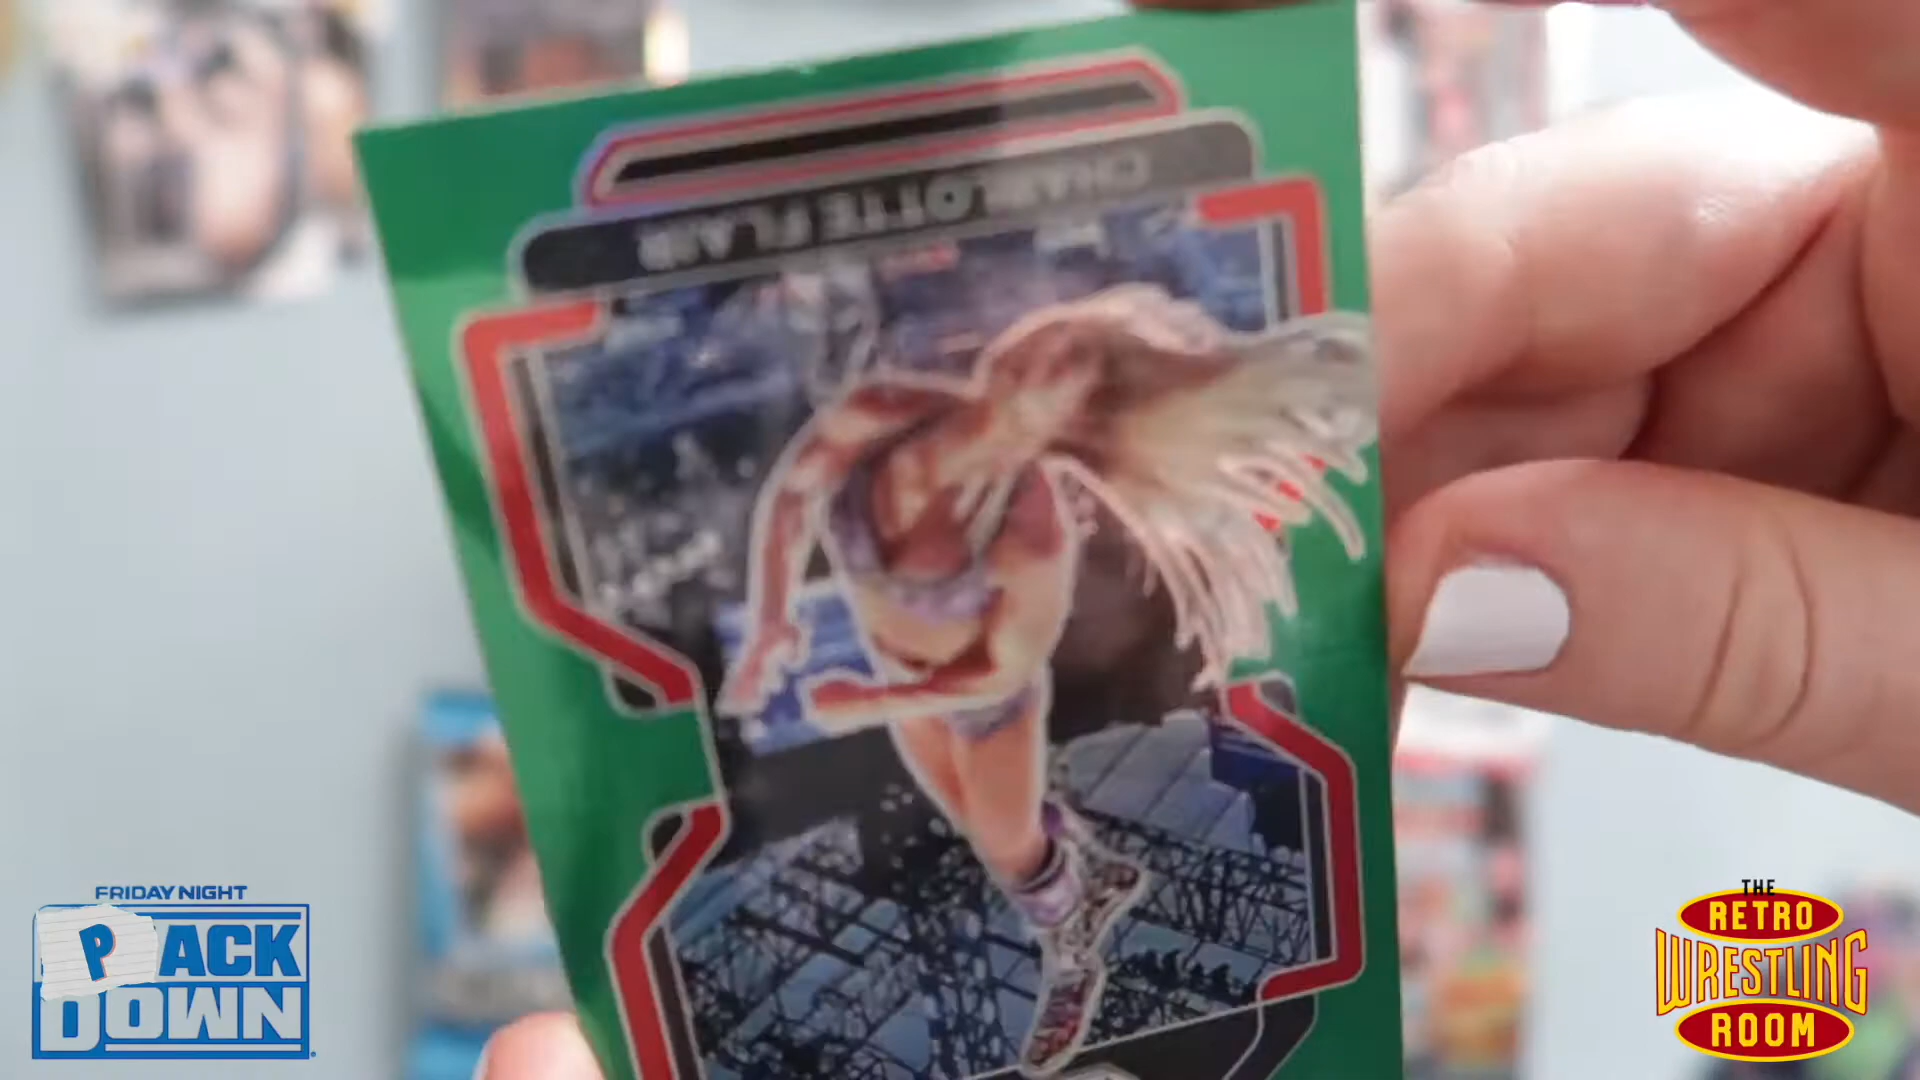 CHARLOTTE FLAIR
FRIDAY NIGHT
PACK
DOWN
THE
RETRO
WRESTLING
ROOM